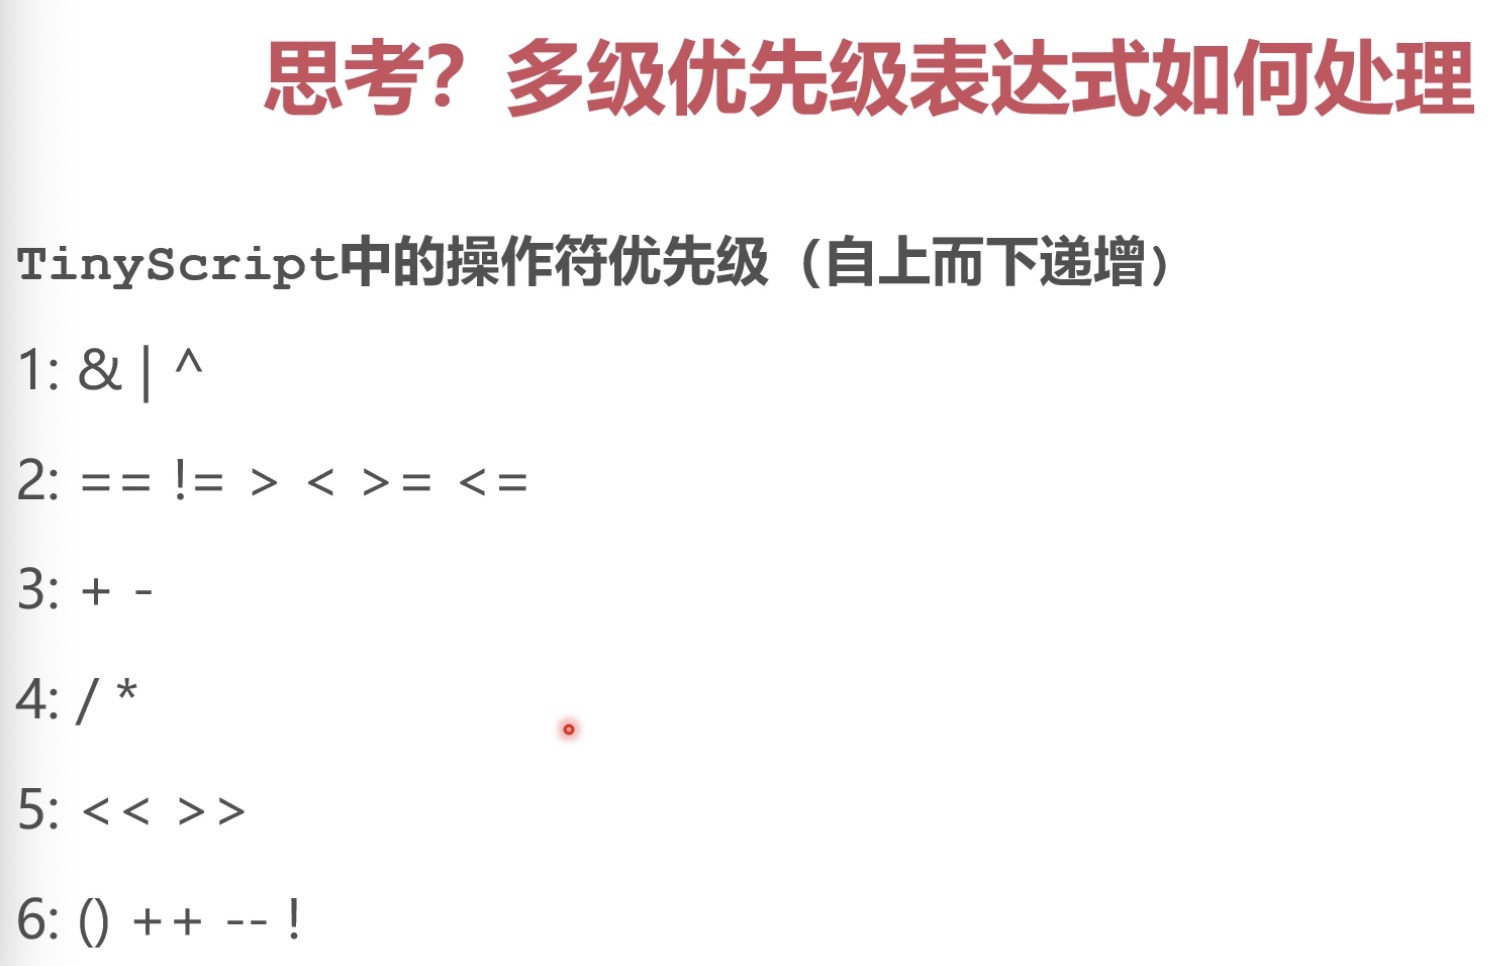 思考？多级优先级表达式如何处理
TinyScript中的操作符优先级（自上而下递增）
1: & | ^
2: == != > < >= <=
3: + -
4: / *
5: << >>
6: () ++ -- !